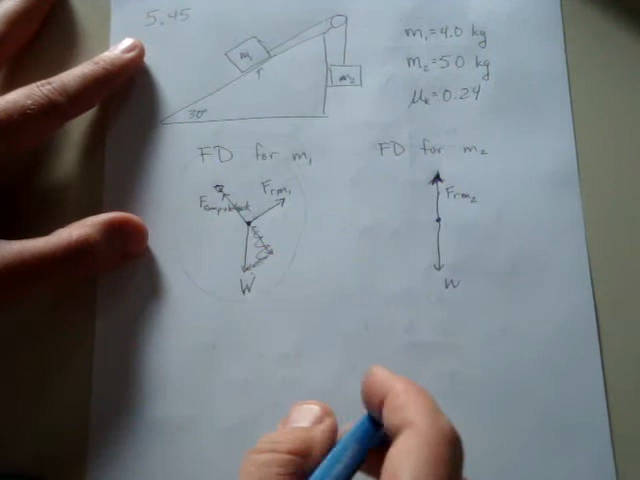 5.45
m₁
m₂
30°
m₁=4.0 kg
m₂=5.0 kg
μₖ=0.24
FD for m₁
FD for m₂
Frm₁
W
Frm₂
W